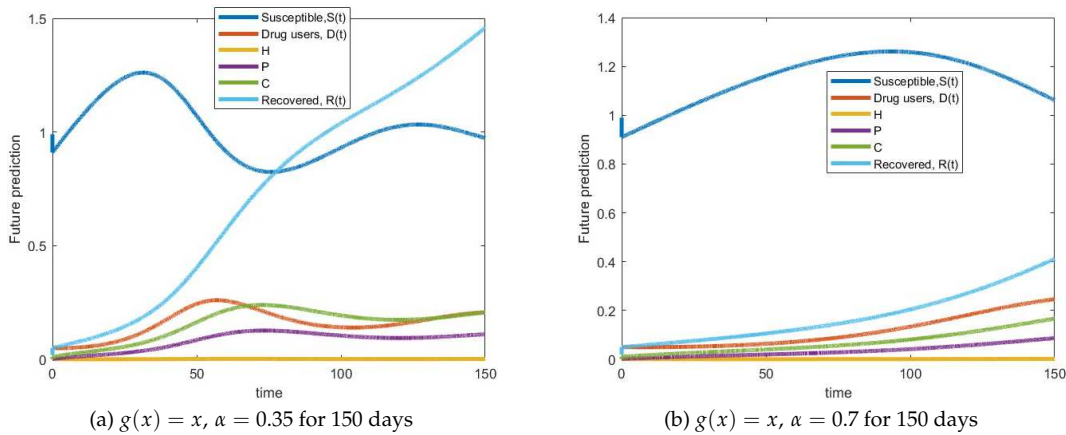 1.5
1
0.5
0
0
50
100
150
Future prediction
time
Susceptible,S(t)
Drug users, D(t)
H
P
C
Recovered, R(t)
(a) g(x) = x, α = 0.35 for 150 days
1.4
1.2
1
0.8
0.6
0.4
0.2
0
0
50
100
150
Future prediction
time
Susceptible,S(t)
Drug users, D(t)
H
P
C
Recovered, R(t)
(b) g(x) = x, α = 0.7 for 150 days